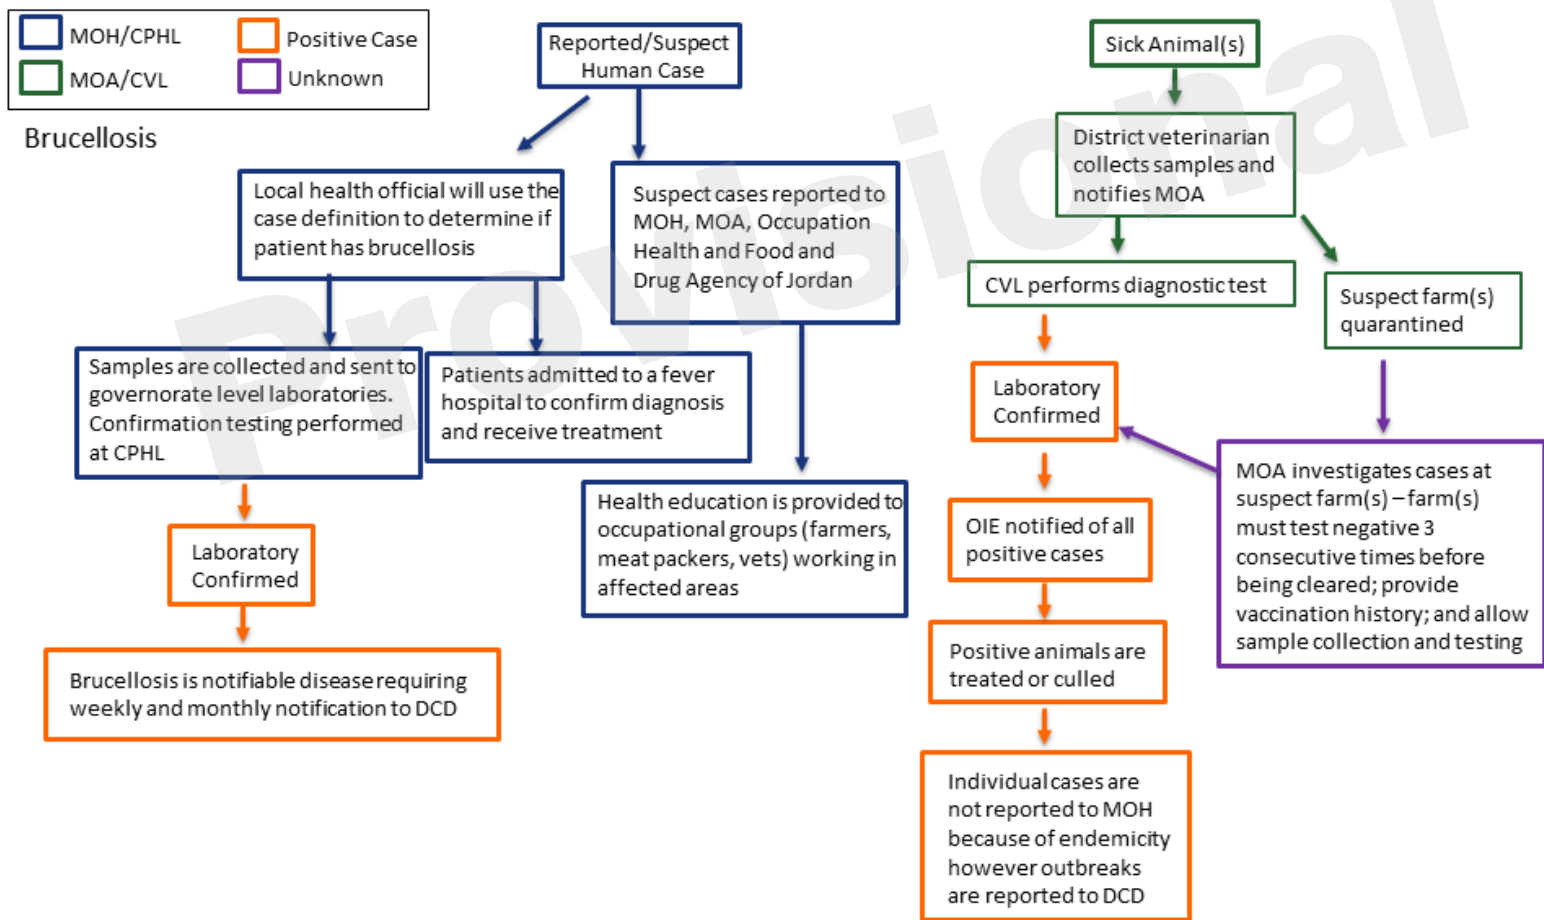 MOH/CPHL
Positive Case
MOA/CVL
Unknown
Brucellosis
Reported/Suspect
Human Case
Local health official will use the
case definition to determine if
patient has brucellosis
Suspect cases reported to
MOH, MOA, Occupation
Health and Food and
Drug Agency of Jordan
Samples are collected and sent to
governorate level laboratories.
Confirmation testing performed
at CPHL
Patients admitted to a fever
hospital to confirm diagnosis
and receive treatment
Health education is provided to
occupational groups (farmers,
meat packers, vets) working in
affected areas
Laboratory
Confirmed
Brucellosis is notifiable disease requiring
weekly and monthly notification to DCD
Sick Animal(s)
District veterinarian
collects samples and
notifies MOA
CVL performs diagnostic test
Suspect farm(s)
quarantined
Laboratory
Confirmed
MOA investigates cases at
suspect farm(s) – farm(s)
must test negative 3
consecutive times before
being cleared; provide
vaccination history; and allow
sample collection and testing
OIE notified of all
positive cases
Positive animals are
treated or culled
Individual cases are
not reported to MOH
because of endemicity
however outbreaks
are reported to DCD
Provisional